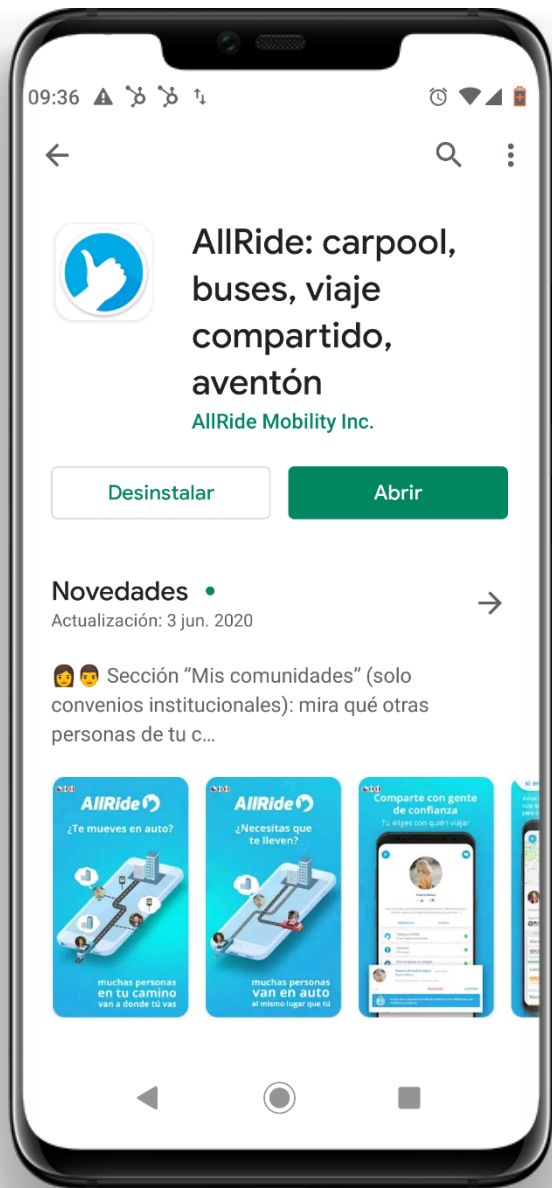 09:36
AllRide: carpool,
buses, viaje
compartido,
aventón
AllRide Mobility Inc.
Desinstalar
Abrir
Novedades
Actualización: 3 jun. 2020
Sección “Mis comunidades” (solo
convenios institucionales): mira qué otras
personas de tu c...
AllRide
¿Te mueves en auto?
muchas personas
en tu camino
van a donde tú vas
AllRide
¿Necesitas que
te lleven?
muchas personas
van en auto
al mismo lugar que tú
Comparte con gente
de confianza
Tú eliges con quién viajar